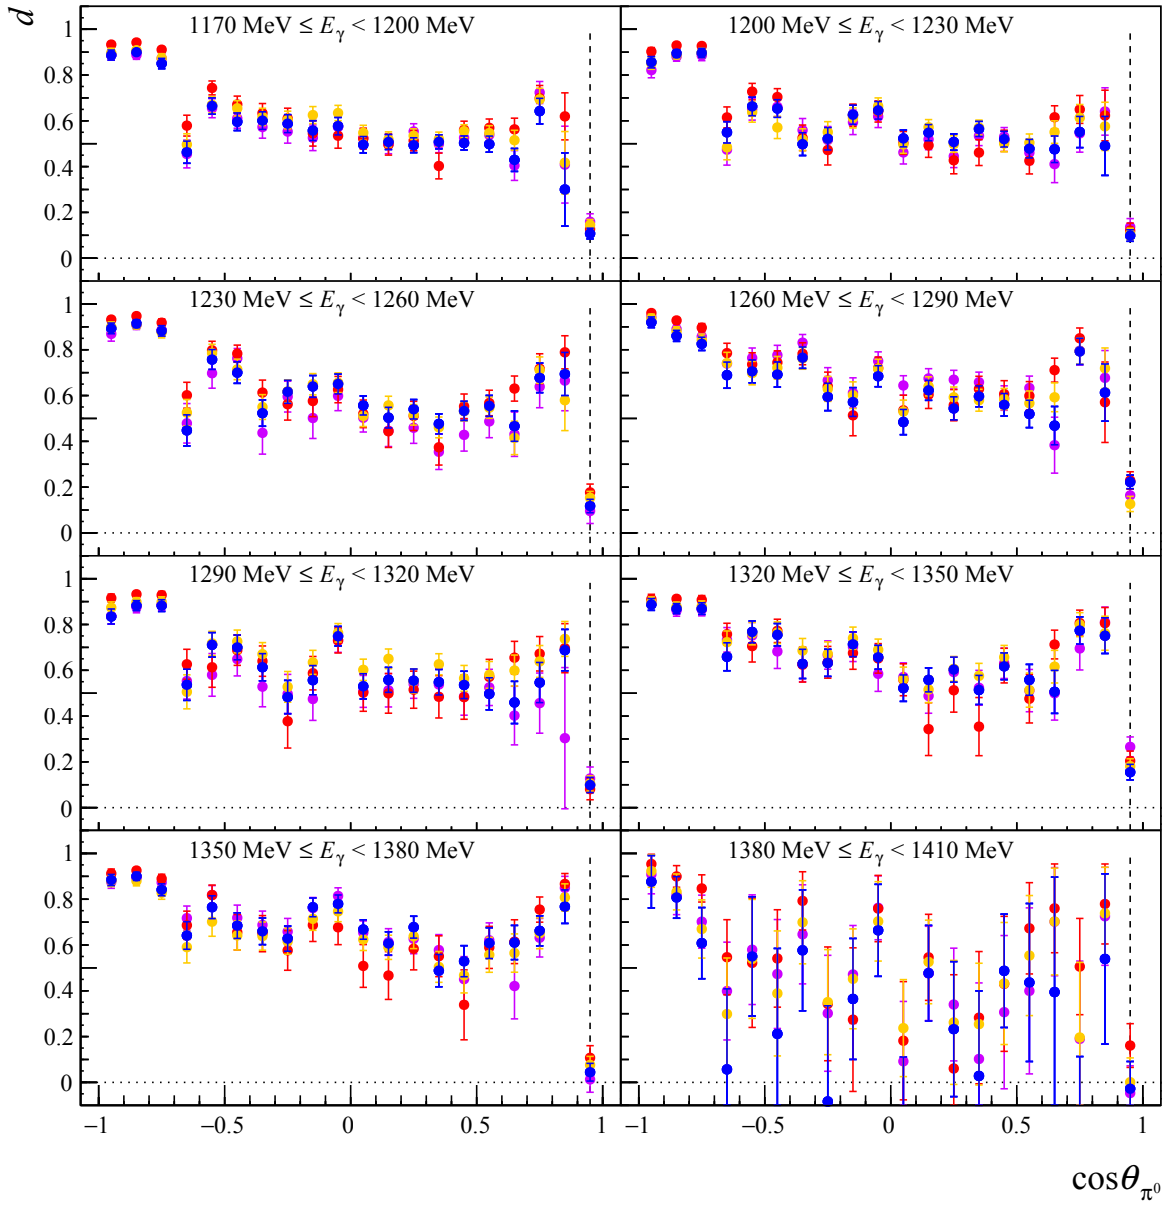 d
1170 MeV ≤ Eγ < 1200 MeV
1200 MeV ≤ Eγ < 1230 MeV
1
0.8
0.6
0.4
0.2
0
1230 MeV ≤ Eγ < 1260 MeV
1260 MeV ≤ Eγ < 1290 MeV
1
0.8
0.6
0.4
0.2
0
1290 MeV ≤ Eγ < 1320 MeV
1320 MeV ≤ Eγ < 1350 MeV
1
0.8
0.6
0.4
0.2
0
1350 MeV ≤ Eγ < 1380 MeV
1380 MeV ≤ Eγ < 1410 MeV
1
0.8
0.6
0.4
0.2
0
−1 −0.5 0 0.5 1 −1 −0.5 0 0.5 1
cosθπ⁰